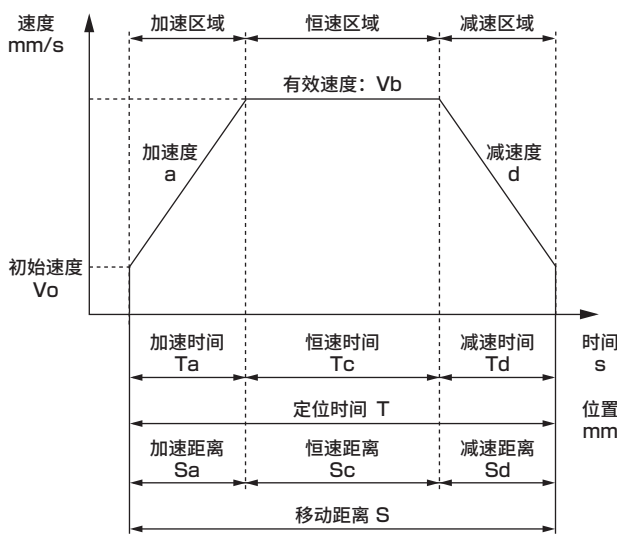 速度
mm/s
加速区域
恒速区域
减速区域
有效速度：Vb
加速度
a
减速度
d
初始速度
Vo
加速时间
Ta
恒速时间
Tc
减速时间
Td
时间
s
定位时间 T
位置
mm
加速距离
Sa
恒速距离
Sc
减速距离
Sd
移动距离 S